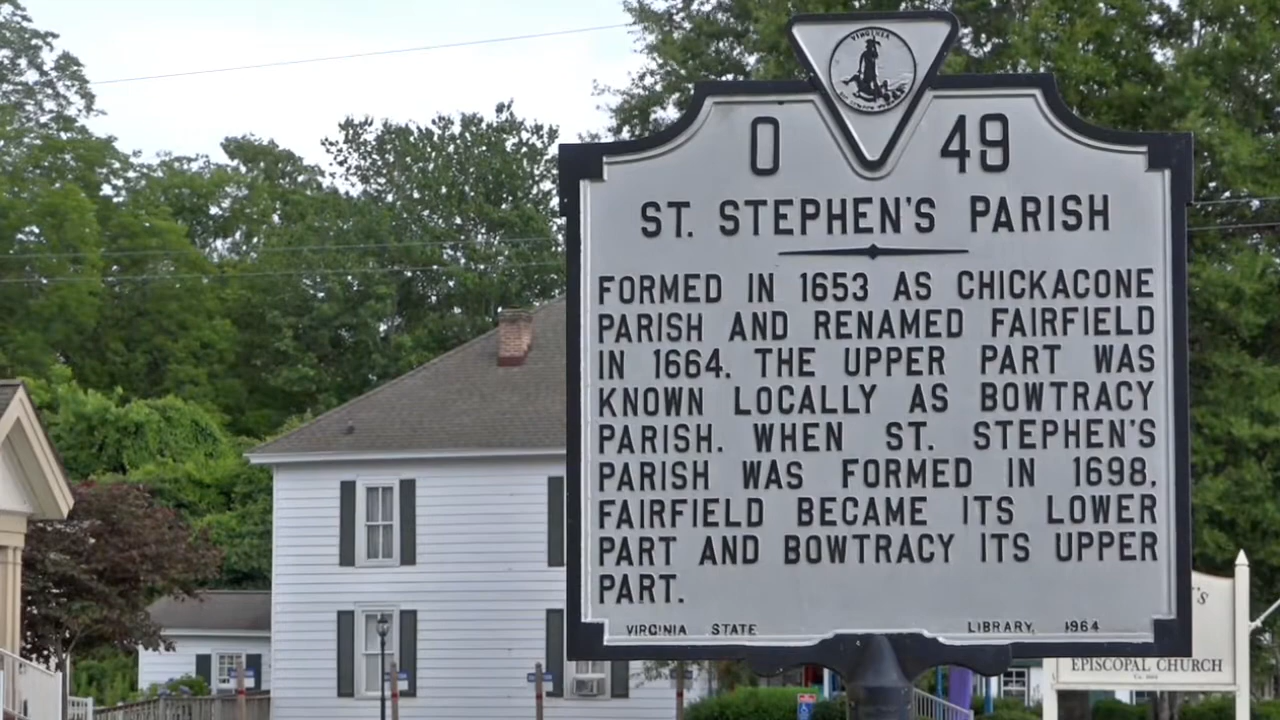 VIRGINIA
O 49
ST. STEPHEN'S PARISH
FORMED IN 1653 AS CHICKACONE
PARISH AND RENAMED FAIRFIELD
IN 1664. THE UPPER PART WAS
KNOWN LOCALLY AS BOWTRACY
PARISH. WHEN ST. STEPHEN'S
PARISH WAS FORMED IN 1698,
FAIRFIELD BECAME ITS LOWER
PART AND BOWTRACY ITS UPPER
PART.
VIRGINIA STATE LIBRARY, 1964
EPISCOPAL CHURCH